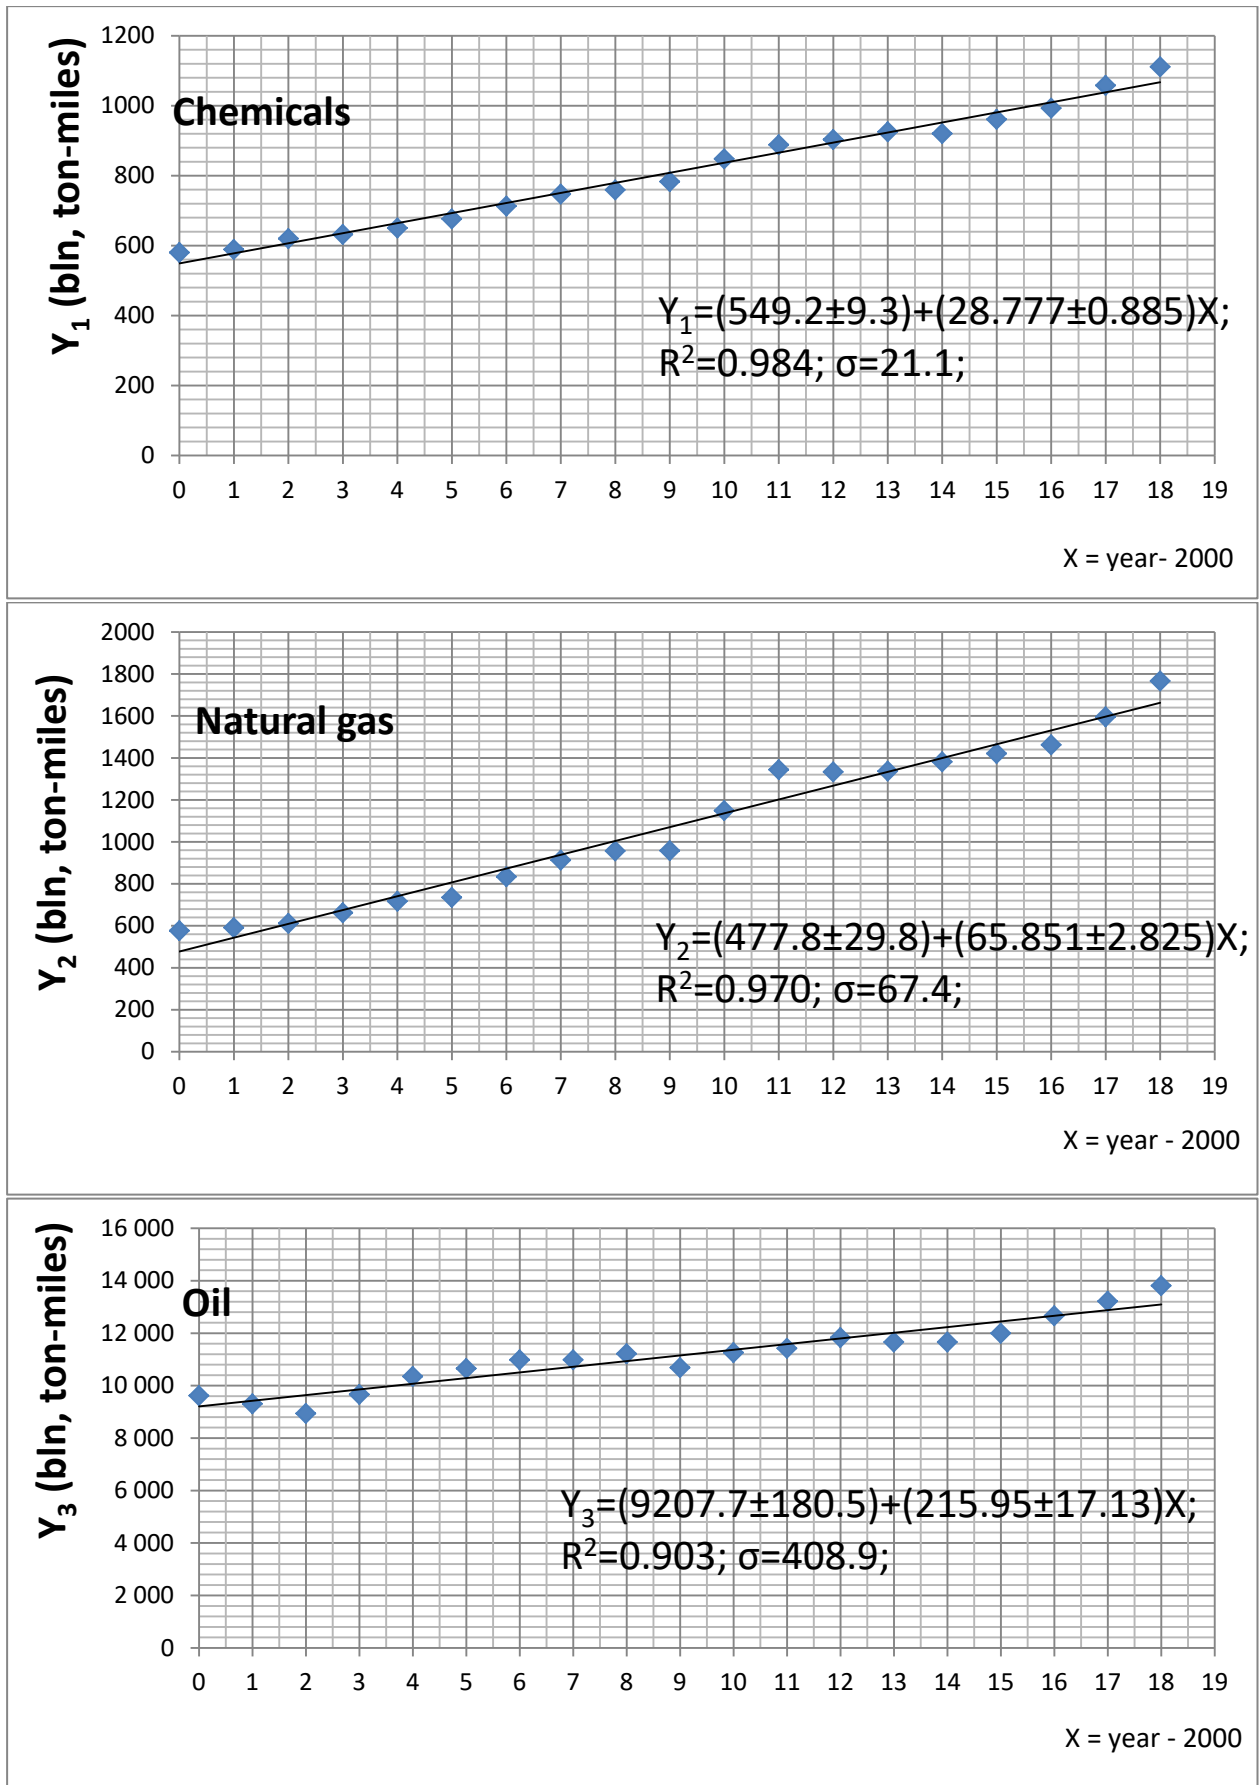 1200
1000
800
600
400
200
0
Y1 (bln, ton-miles)
Chemicals
Y1=(549.2±9.3)+(28.777±0.885)X;
R²=0.984; σ=21.1;
0 1 2 3 4 5 6 7 8 9 10 11 12 13 14 15 16 17 18 19
X = year- 2000
2000
1800
1600
1400
1200
1000
800
600
400
200
0
Y2 (bln, ton-miles)
Natural gas
Y2=(477.8±29.8)+(65.851±2.825)X;
R²=0.970; σ=67.4;
0 1 2 3 4 5 6 7 8 9 10 11 12 13 14 15 16 17 18 19
X = year - 2000
16 000
14 000
12 000
10 000
8 000
6 000
4 000
2 000
0
Y3 (bln, ton-miles)
Oil
Y3=(9207.7±180.5)+(215.95±17.13)X;
R²=0.903; σ=408.9;
0 1 2 3 4 5 6 7 8 9 10 11 12 13 14 15 16 17 18 19
X = year - 2000